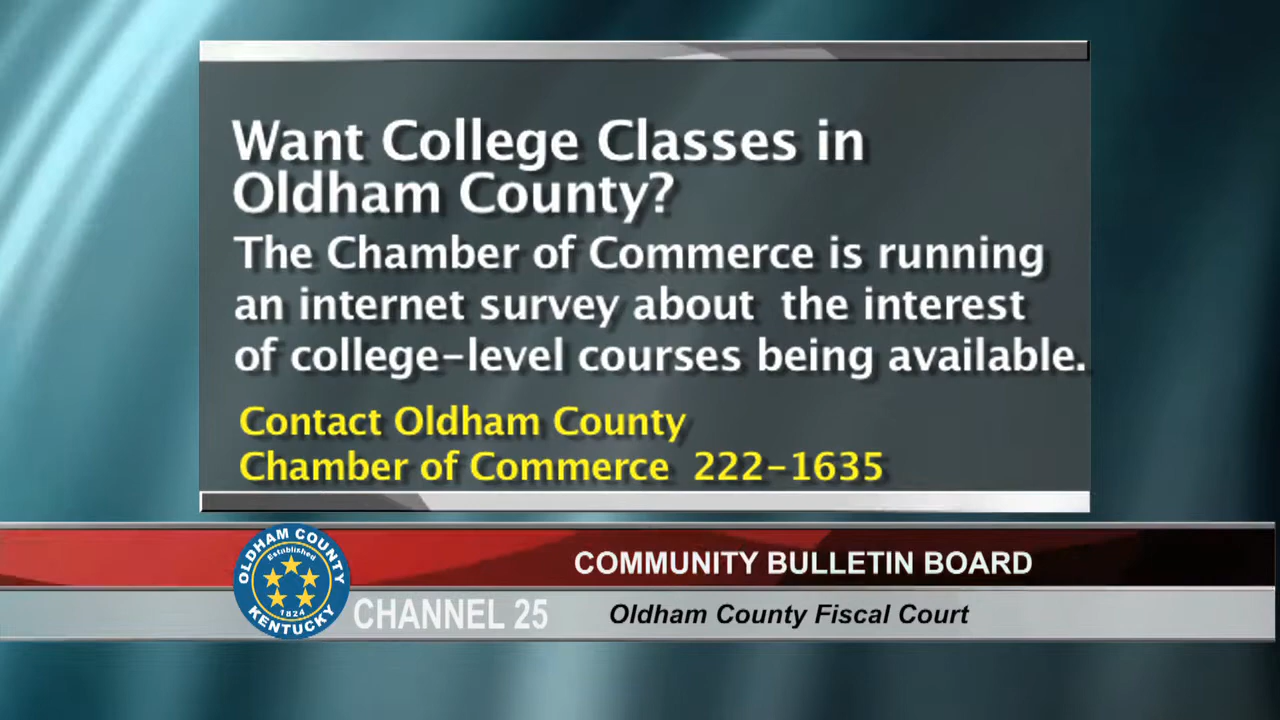 Want College Classes in
Oldham County?
The Chamber of Commerce is running
an internet survey about the interest
of college-level courses being available.
Contact Oldham County
Chamber of Commerce 222-1635
OLDHAM COUNTY
Established
1824
KENTUCKY
CHANNEL 25
COMMUNITY BULLETIN BOARD
Oldham County Fiscal Court